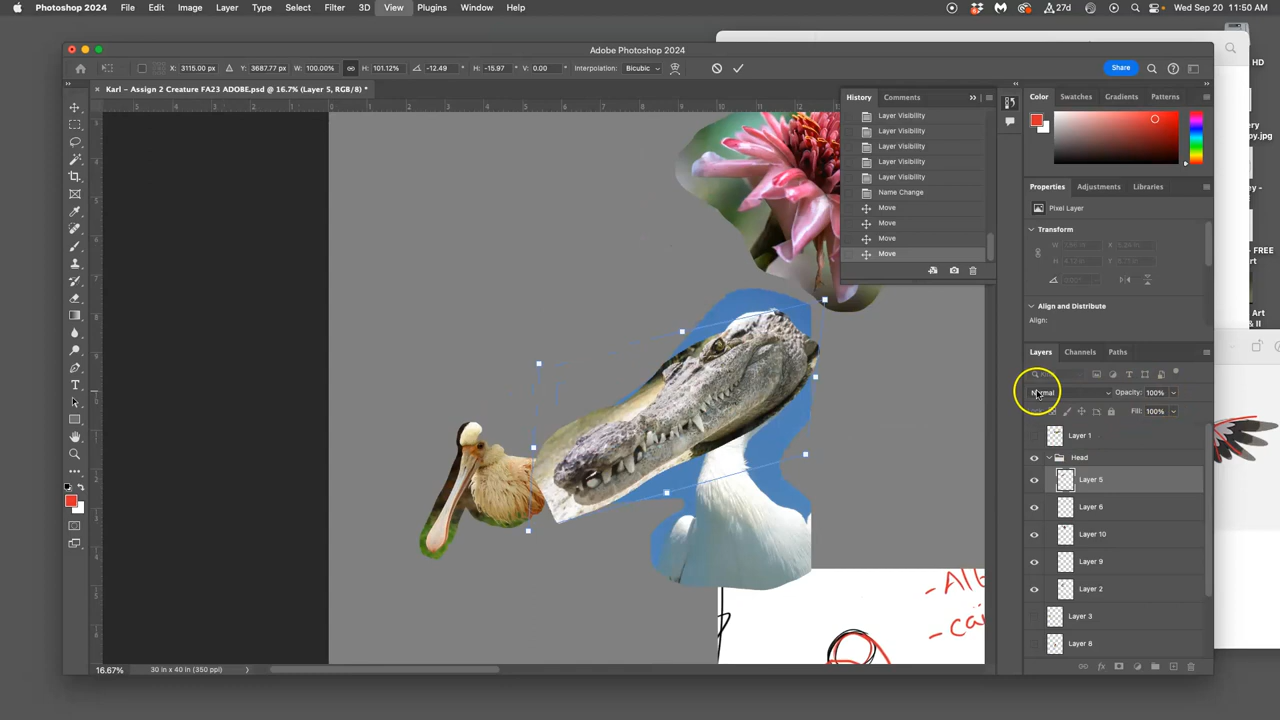 Photoshop 2024 File Edit Image Layer Type Select Filter 3D View Plugins Window Help 27d Wed Sep 20 11:50 AM
Adobe Photoshop 2024
X: 3115.00 px Y: 3687.77 px W: 100.00% H: 101.12% -12.49 H: -15.97 V: 0.00 Interpolation: Bicubic Share
HD
× Karl – Assign 2 Creature FA23 ADOBE.psd @ 16.7% (Layer 5, RGB/8) *
History Comments
Color Swatches Gradients Patterns
Layer Visibility
Layer Visibility
Layer Visibility
Layer Visibility
Layer Visibility
Name Change
Move
Move
Move
Move
Properties Adjustments Libraries
Pixel Layer
Transform
Align and Distribute
Align:
Layers Channels Paths
Normal Opacity: 100%
Fill: 100%
Layer 1
Head
Layer 5
Layer 6
Layer 10
Layer 9
Layer 2
Layer 3
Layer 8
16.67% 30 in x 40 in (350 ppi)